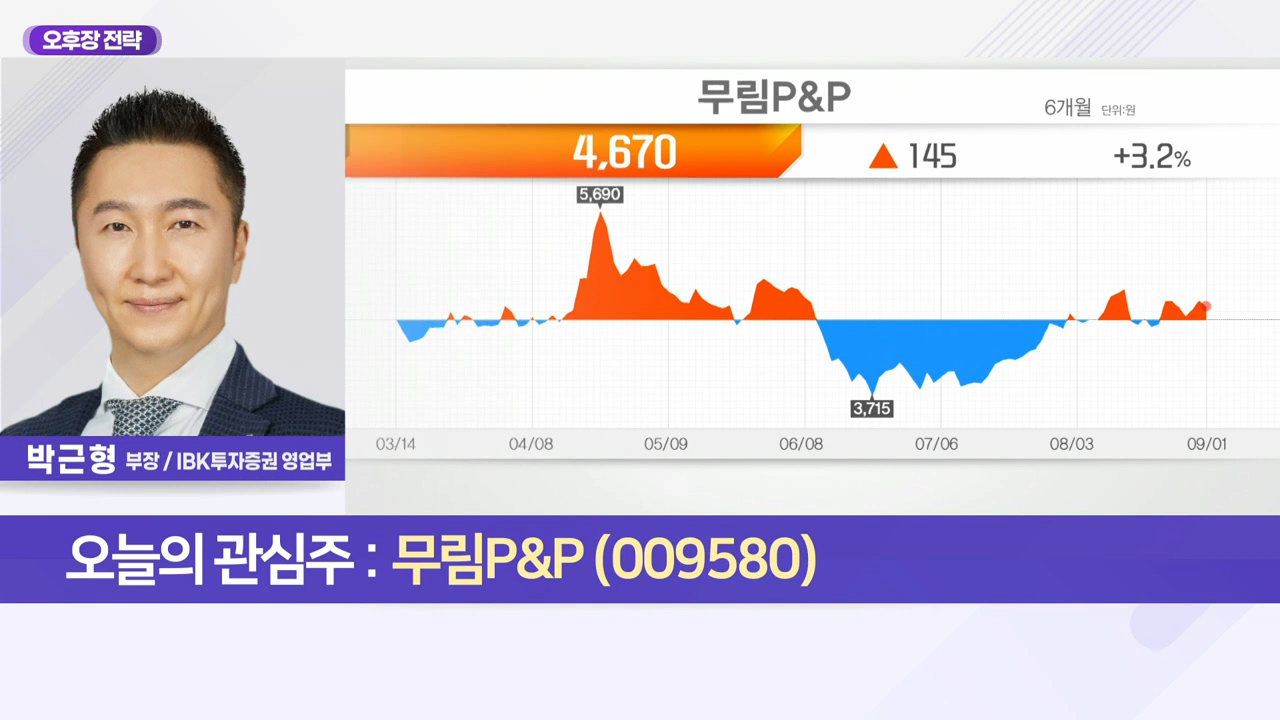 오후장 전략
무림P&P
6개월 단위:원
4,670 ▲ 145 +3.2%
5,690
3,715
03/14 04/08 05/09 06/08 07/06 08/03 09/01
박근형 부장 / IBK투자증권 영업부
오늘의 관심주 : 무림P&P (009580)